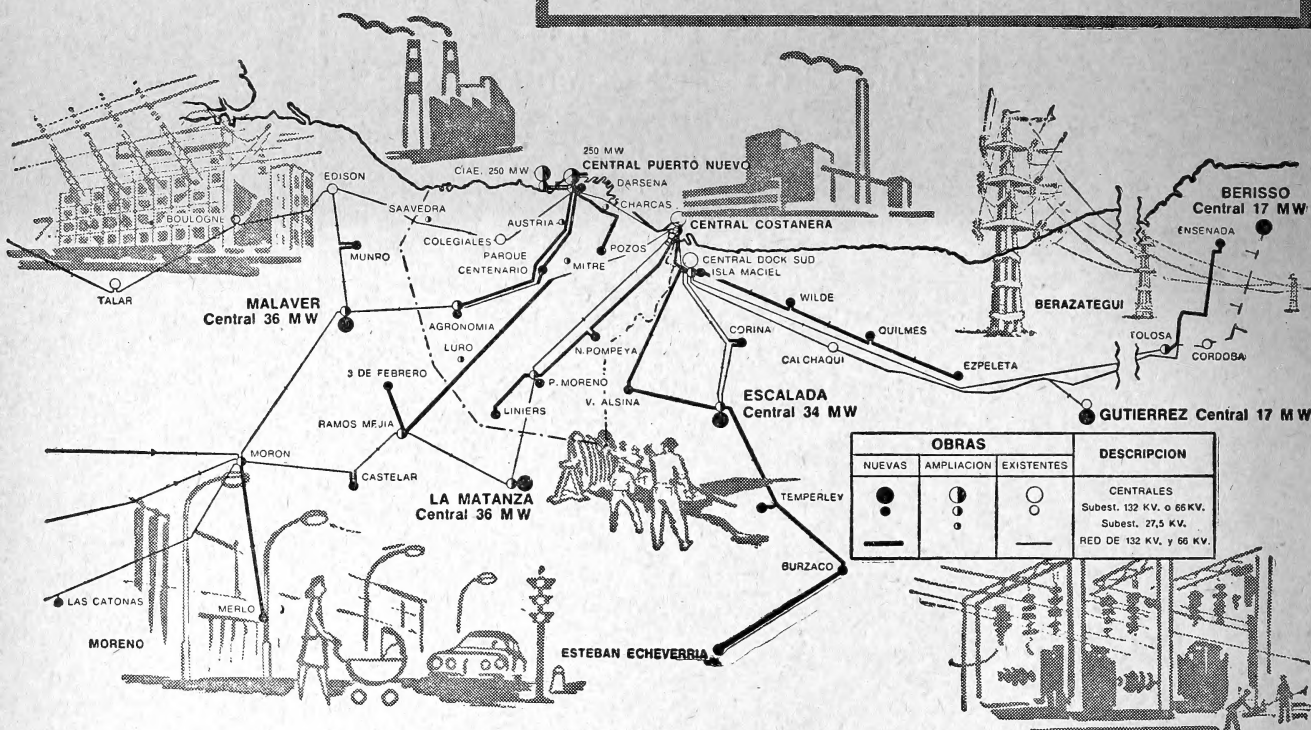 250 MW
CIAE. 250 MW
CENTRAL PUERTO NUEVO
DARSENA
EDISON
CHARCAS
SAAVEDRA
BOULOGNE
AUSTRIA
COLEGIALES
CENTRAL COSTANERA
BERISSO
Central 17 MW
ENSENADA
MUNRO
PARQUE
CENTENARIO
MITRE
POZOS
CENTRAL DOCK SUD
ISLA MACIEL
TALAR
MALAVER
Central 36 MW
AGRONOMIA
WILDE
BERAZATEGUI
LURO
N. POMPEYA
CORINA
QUILMES
CALCHAQUI
TOLOSA
CORDOBA
3 DE FEBRERO
P. MORENO
EZPELETA
LINIERS
V. ALSINA
ESCALADA
Central 34 MW
GUTIERREZ Central 17 MW
RAMOS MEJIA
MORON
CASTELAR
LA MATANZA
Central 36 MW
OBRAS
DESCRIPCION
NUEVAS AMPLIACION EXISTENTES
CENTRALES
Subest. 132 KV. o 66 KV.
Subest. 27,5 KV.
RED DE 132 KV. y 66 KV.
TEMPERLEY
BURZACO
LAS CATONAS
MERLO
MORENO
ESTEBAN ECHEVERRIA